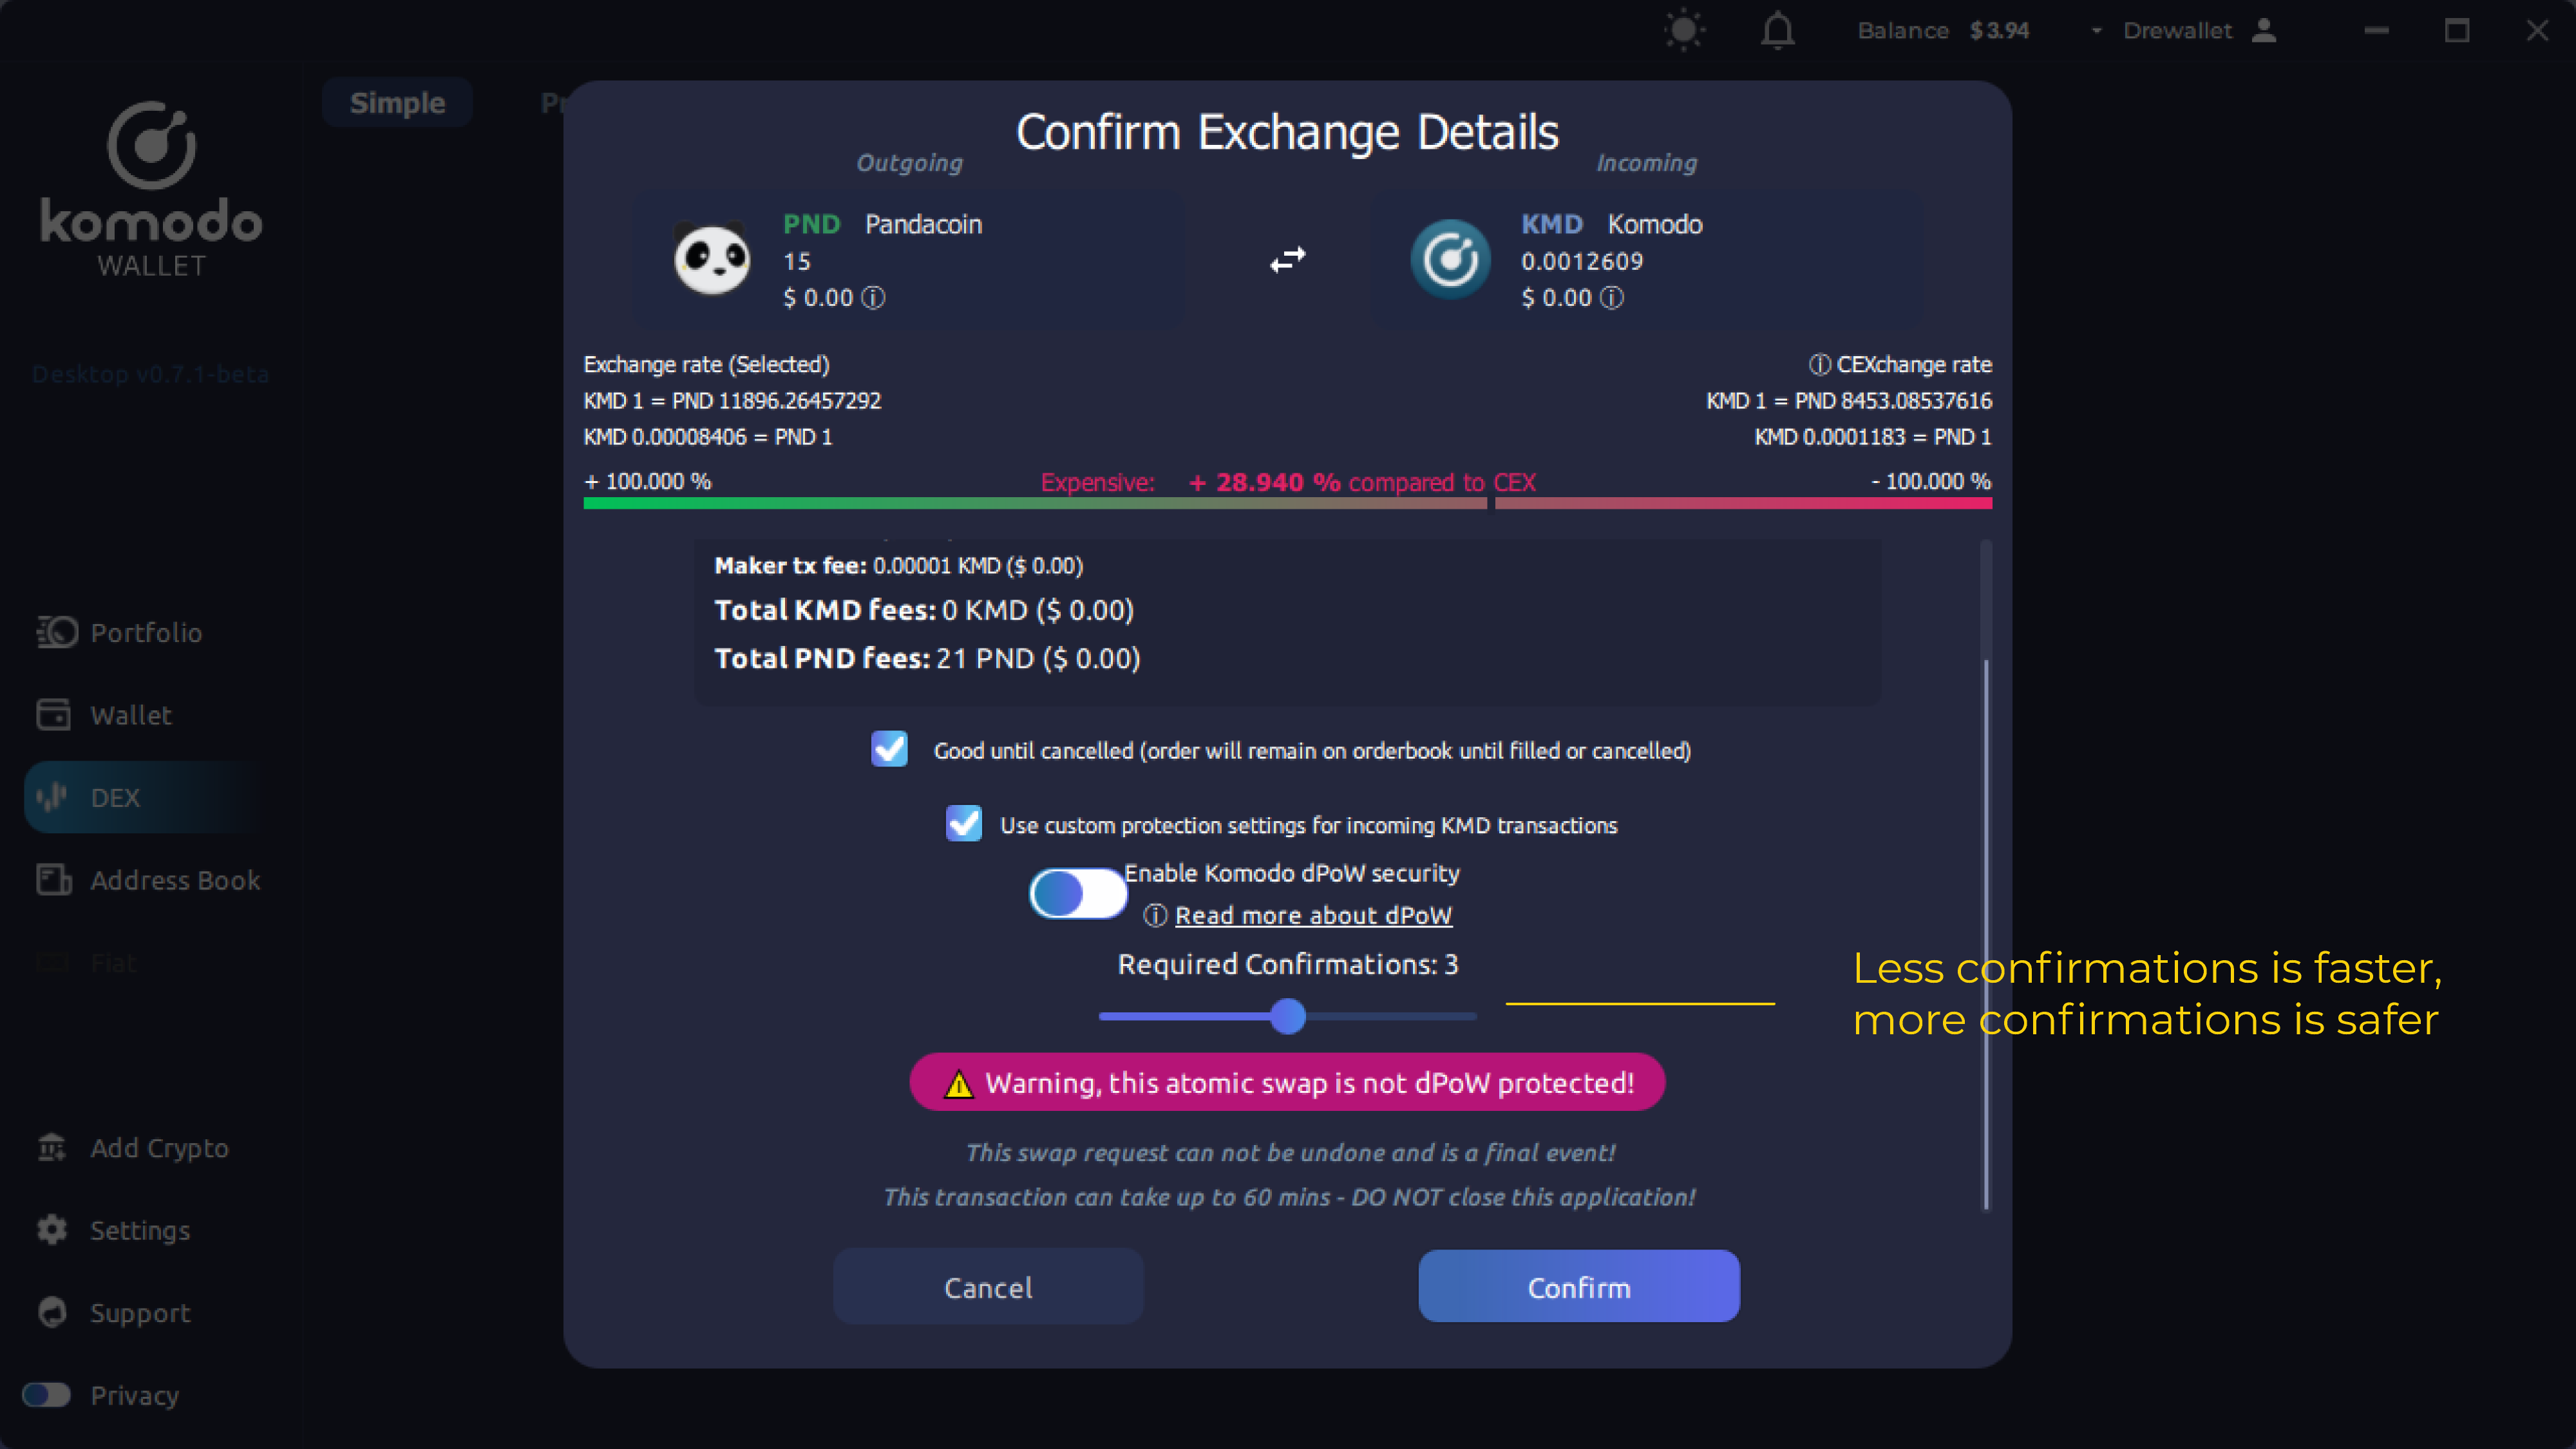 Balance $ 3.94 Drewallet
komodo
WALLET
Desktop v0.7.1-beta
Portfolio
Wallet
DEX
Address Book
Fiat
Add Crypto
Settings
Support
Privacy
Simple
Confirm Exchange Details
Outgoing
Incoming
PND Pandacoin
15
$ 0.00
KMD Komodo
0.0012609
$ 0.00
Exchange rate (Selected)
KMD 1 = PND 11896.26457292
KMD 0.00008406 = PND 1
CEXchange rate
KMD 1 = PND 8453.08537616
KMD 0.0001183 = PND 1
+ 100.000 %
Expensive: + 28.940 % compared to CEX
- 100.000 %
Maker tx fee: 0.00001 KMD ($ 0.00)
Total KMD fees: 0 KMD ($ 0.00)
Total PND fees: 21 PND ($ 0.00)
Good until cancelled (order will remain on orderbook until filled or cancelled)
Use custom protection settings for incoming KMD transactions
Enable Komodo dPoW security
Read more about dPoW
Required Confirmations: 3
Less confirmations is faster,
more confirmations is safer
Warning, this atomic swap is not dPoW protected!
This swap request can not be undone and is a final event!
This transaction can take up to 60 mins - DO NOT close this application!
Cancel
Confirm